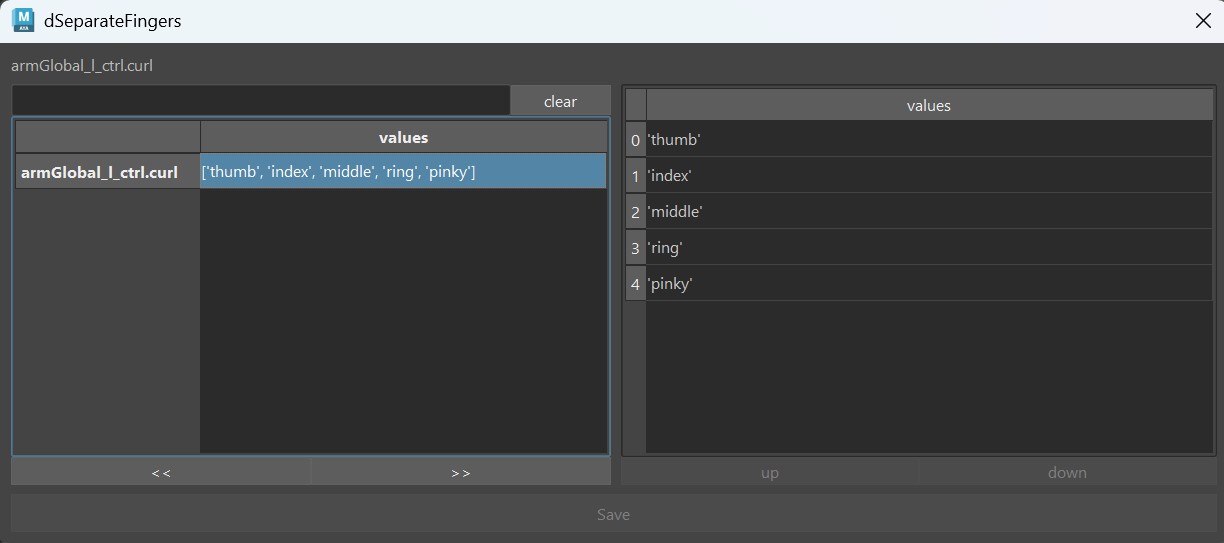 dSeparateFingers
armGlobal_l_ctrl.curl
clear
values
armGlobal_l_ctrl.curl ['thumb', 'index', 'middle', 'ring', 'pinky']
<< >>
values
0 'thumb'
1 'index'
2 'middle'
3 'ring'
4 'pinky'
up down
Save